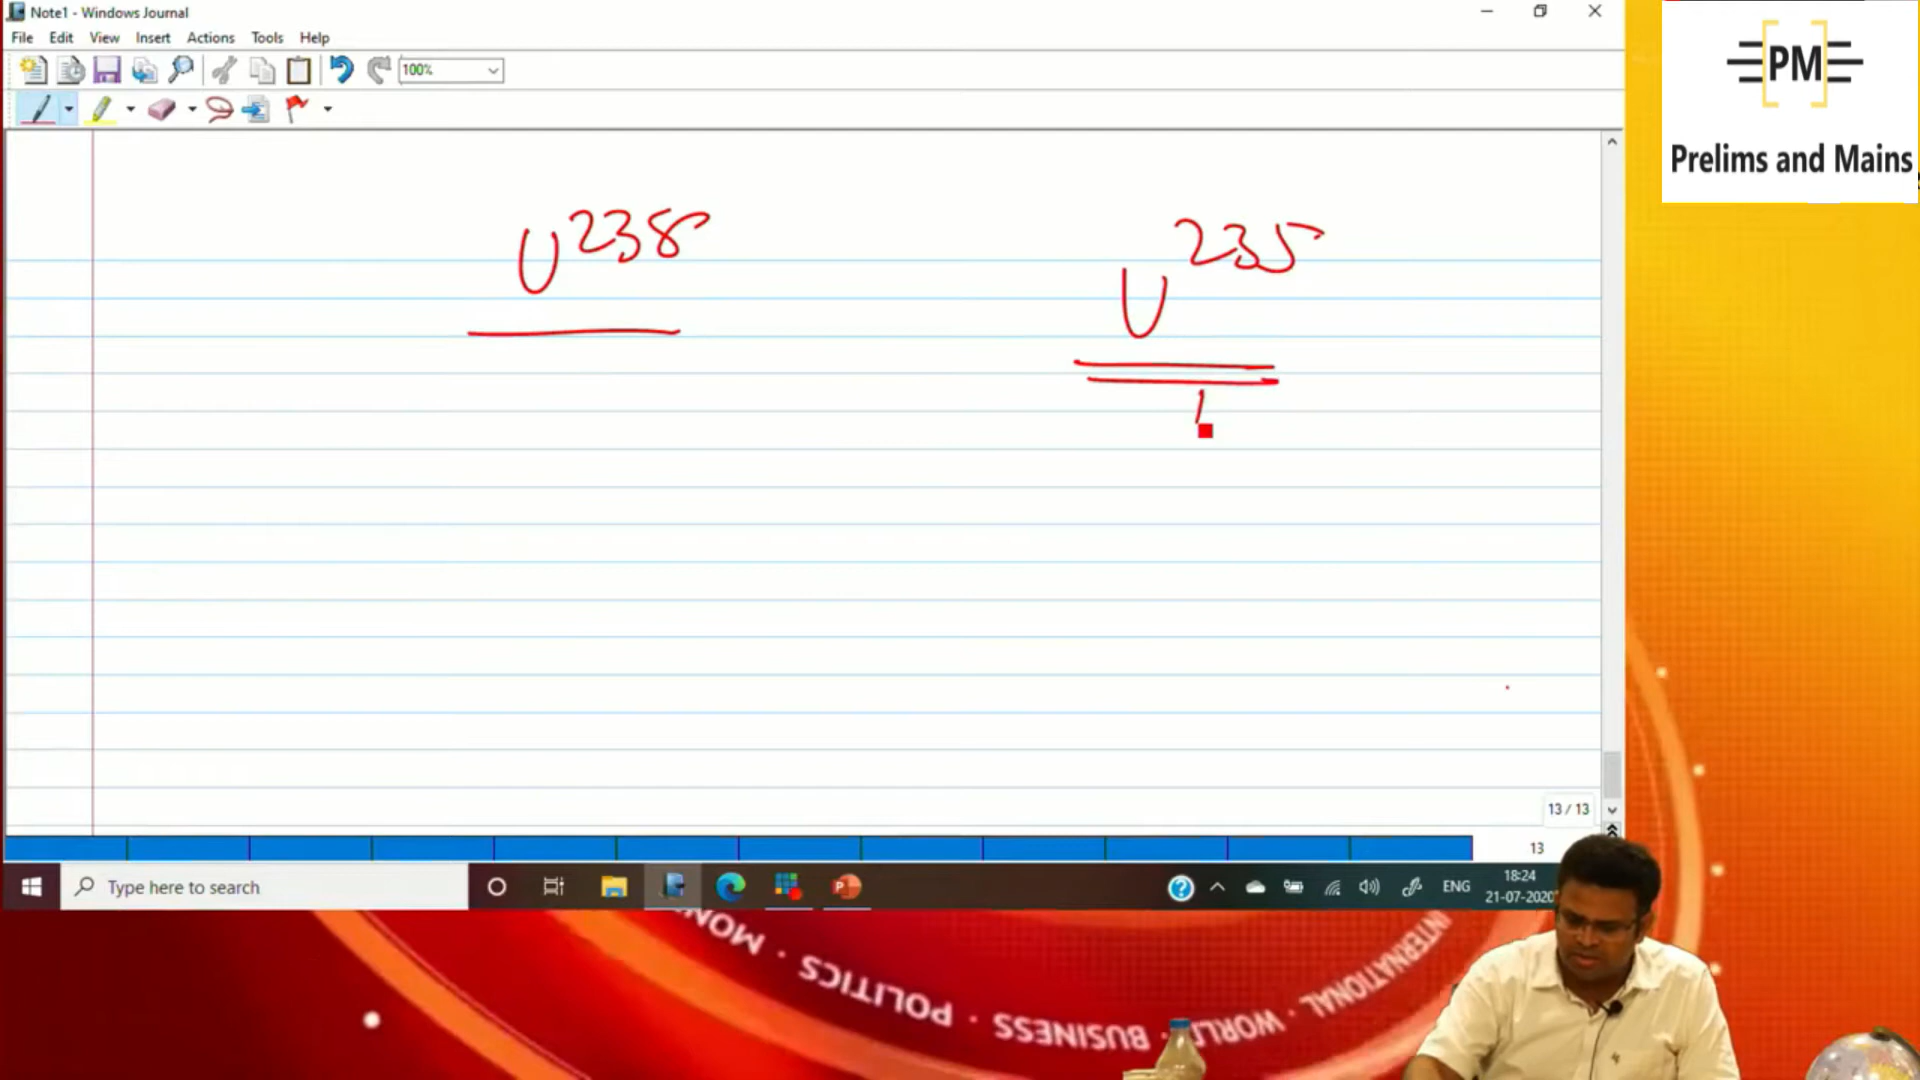 Note1 - Windows Journal
File Edit View Insert Actions Tools Help
100%
PM
Prelims and Mains
U238
U235
13 / 13
13
Type here to search
ENG
18:24
21-07-2020
INTERNATIONAL · WORLD · BUSINESS · POLITICS · MON